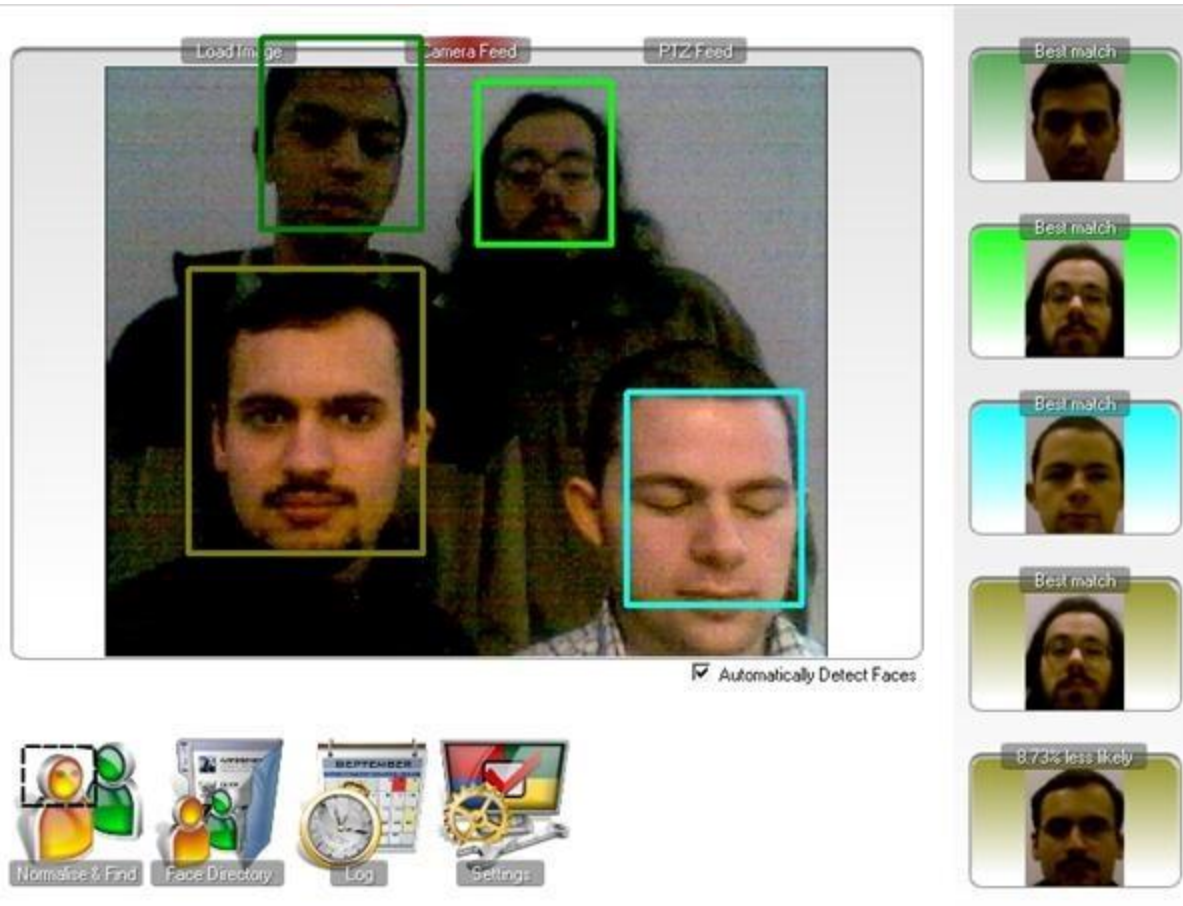 Load Image
Camera Feed
PTZ Feed
Best match
Best match
Best match
Best match
8.73% less likely
Automatically Detect Faces
SEPTEMBER
Normalise & Find
Face Directory
Log
Settings